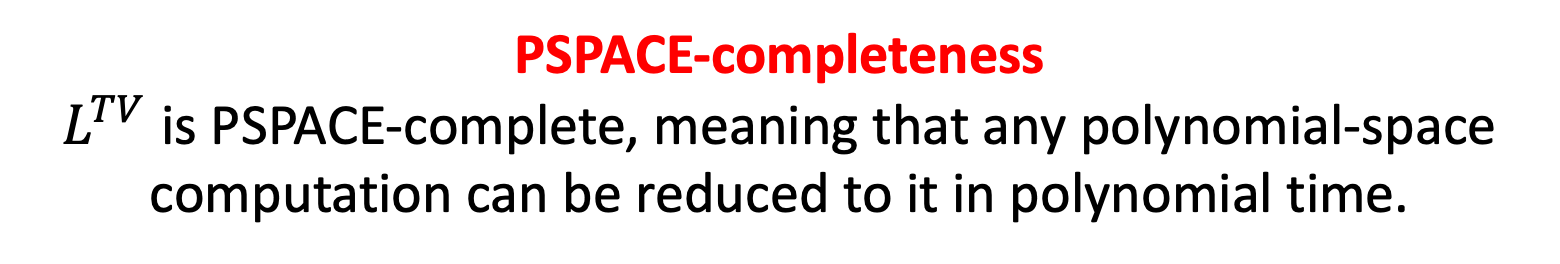 PSPACE-completeness
L^{TV} is PSPACE-complete, meaning that any polynomial-space
computation can be reduced to it in polynomial time.